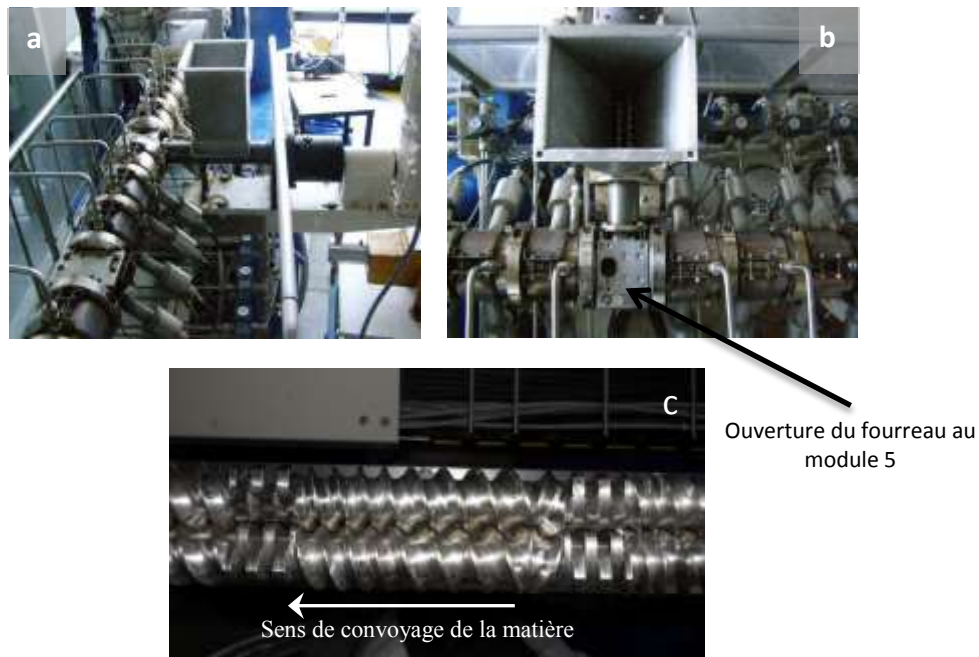 a
b
Ouverture du fourreau au
module 5
c
Sens de convoyage de la matière